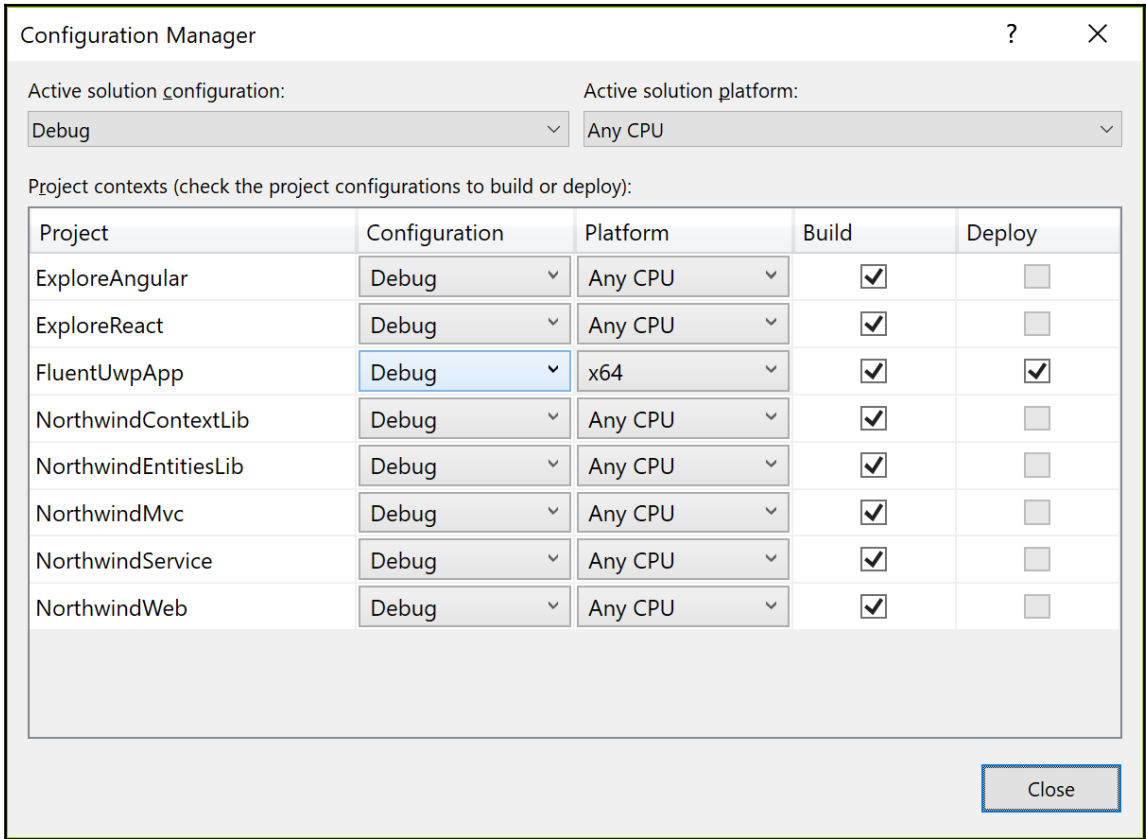 Configuration Manager ?
Active solution configuration: Active solution platform:
Debug Any CPU
Project contexts (check the project configurations to build or deploy):
Project Configuration Platform Build Deploy
ExploreAngular Debug Any CPU
ExploreReact Debug Any CPU
FluentUwpApp Debug x64
NorthwindContextLib Debug Any CPU
NorthwindEntitiesLib Debug Any CPU
NorthwindMvc Debug Any CPU
NorthwindService Debug Any CPU
NorthwindWeb Debug Any CPU
Close